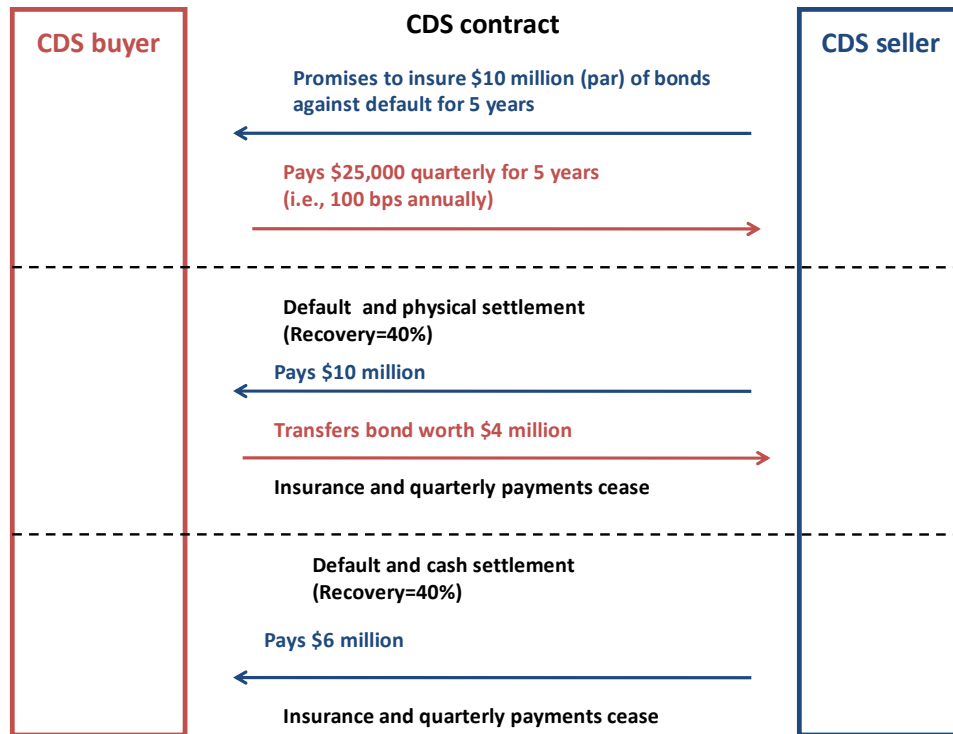 CDS buyer
CDS contract
CDS seller
Promises to insure $10 million (par) of bonds
against default for 5 years
Pays $25,000 quarterly for 5 years
(i.e., 100 bps annually)
Default  and physical settlement
(Recovery=40%)
Pays $10 million
Transfers bond worth $4 million
Insurance and quarterly payments cease
Default and cash settlement
(Recovery=40%)
Pays $6 million
Insurance and quarterly payments cease